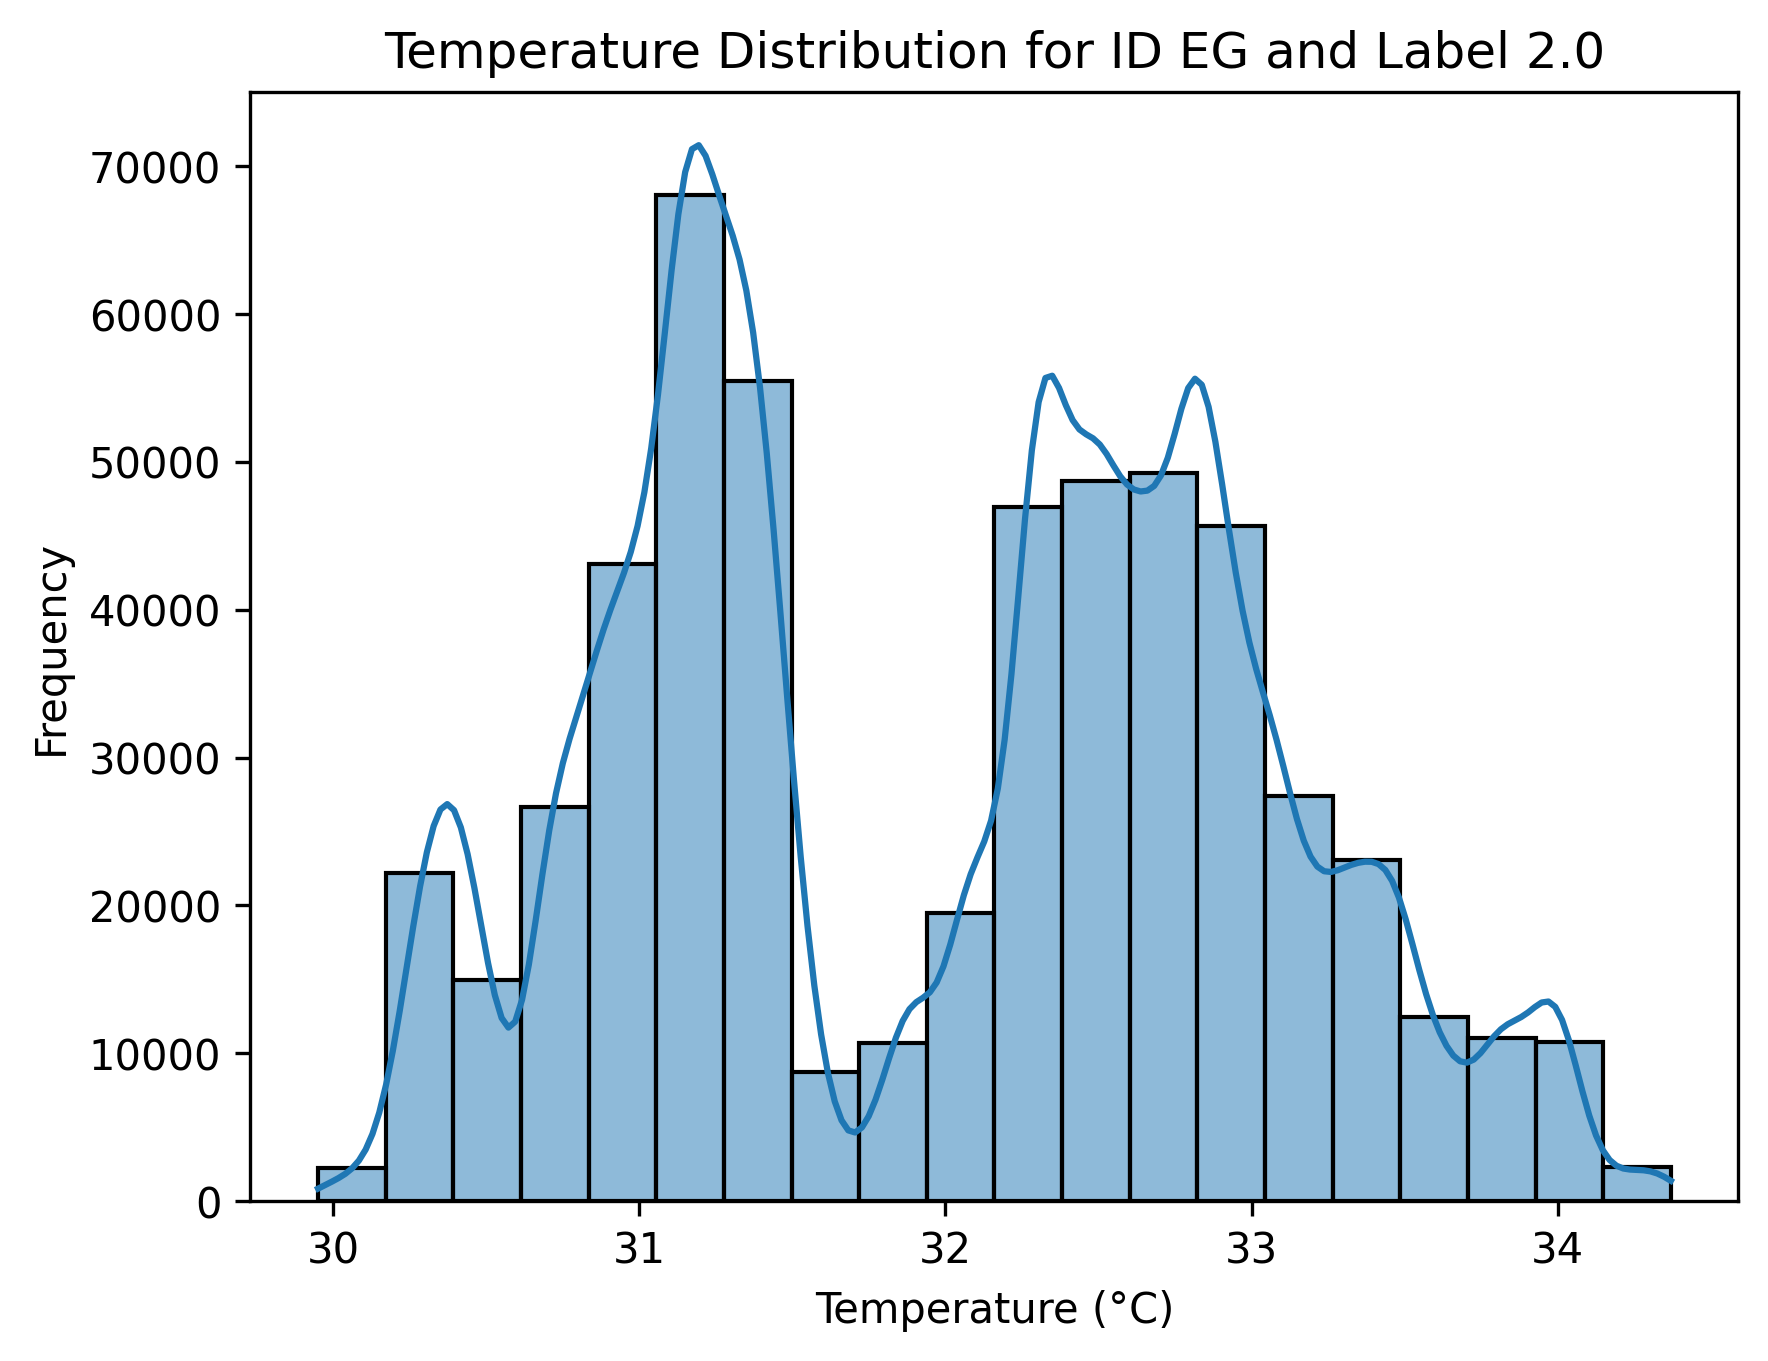 Temperature Distribution for ID EG and Label 2.0
70000
60000
50000
40000
30000
20000
10000
0
Frequency
30 31 32 33 34
Temperature (°C)